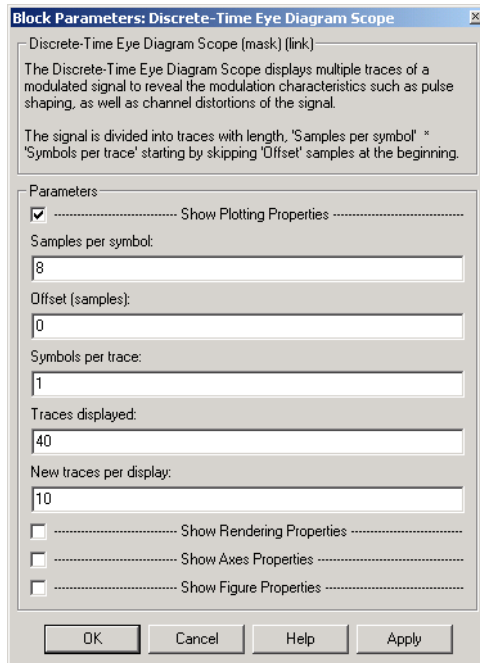 Block Parameters: Discrete-Time Eye Diagram Scope
Discrete-Time Eye Diagram Scope (mask) (link)
The Discrete-Time Eye Diagram Scope displays multiple traces of a
modulated signal to reveal the modulation characteristics such as pulse
shaping, as well as channel distortions of the signal.
The signal is divided into traces with length, 'Samples per symbol' *
'Symbols per trace' starting by skipping 'Offset' samples at the beginning.
Parameters
------------------------------ Show Plotting Properties --------------------------------
Samples per symbol:
8
Offset (samples):
0
Symbols per trace:
1
Traces displayed:
40
New traces per display:
10
------------------------------ Show Rendering Properties ----------------------------
------------------------------ Show Axes Properties -----------------------------------
------------------------------ Show Figure Properties ---------------------------------
OK
Cancel
Help
Apply